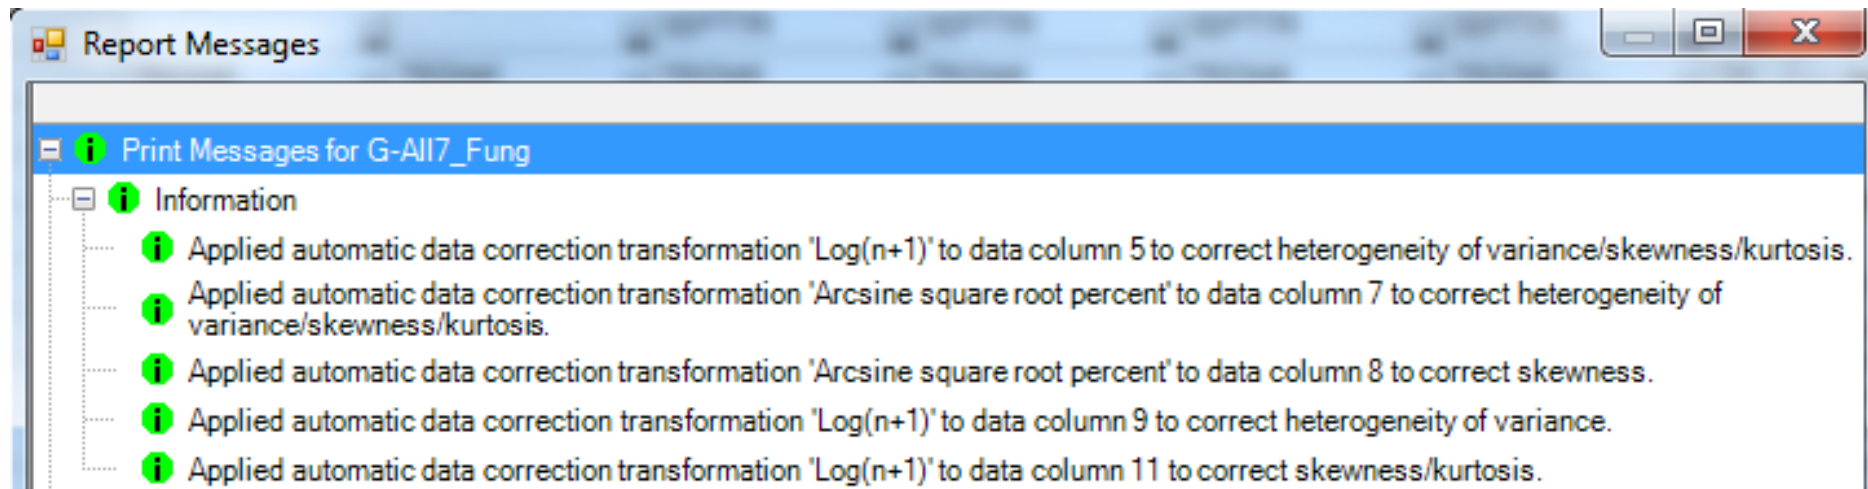 Report Messages
Print Messages for G-All7_Fung
Information
Applied automatic data correction transformation 'Log(n+1)' to data column 5 to correct heterogeneity of variance/skewness/kurtosis.
Applied automatic data correction transformation 'Arcsine square root percent' to data column 7 to correct heterogeneity of
variance/skewness/kurtosis.
Applied automatic data correction transformation 'Arcsine square root percent' to data column 8 to correct skewness.
Applied automatic data correction transformation 'Log(n+1)' to data column 9 to correct heterogeneity of variance.
Applied automatic data correction transformation 'Log(n+1)' to data column 11 to correct skewness/kurtosis.